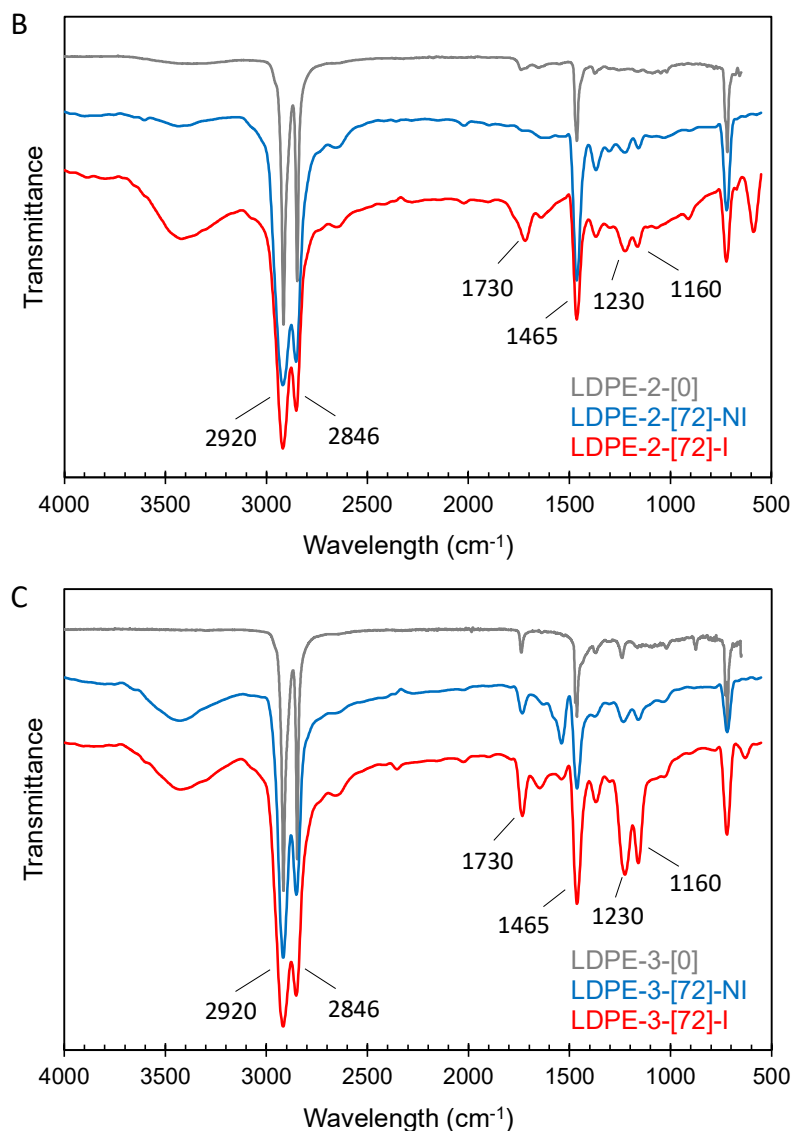 B
Transmittance
1730
1230
1160
1465
2920
2846
LDPE-2-[0]
LDPE-2-[72]-NI
LDPE-2-[72]-I
4000 3500 3000 2500 2000 1500 1000 500
Wavelength (cm⁻¹)
C
Transmittance
1730
1160
1465
1230
2920
2846
LDPE-3-[0]
LDPE-3-[72]-NI
LDPE-3-[72]-I
4000 3500 3000 2500 2000 1500 1000 500
Wavelength (cm⁻¹)